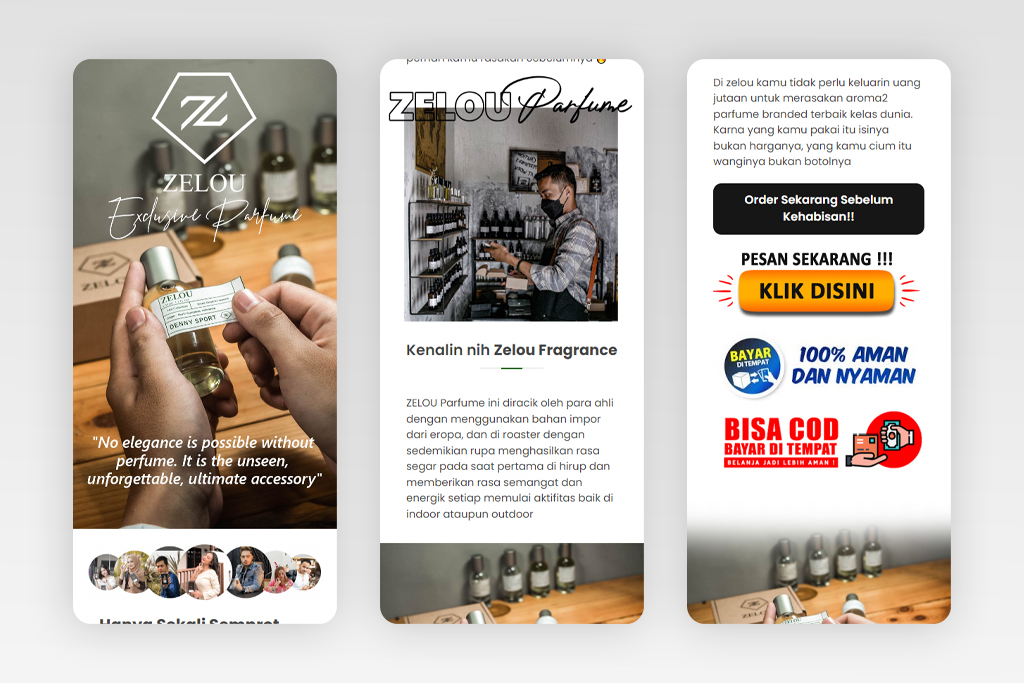 ZELOU
Exclusive Parfume
ZELOU
DENNY SPORT
"No elegance is possible without
perfume. It is the unseen,
unforgettable, ultimate accessory"
Hanya Sekali Semprot
pernah kamu rasakan sebelumnya
ZELOU Parfume
Kenalin nih Zelou Fragrance
ZELOU Parfume ini diracik oleh para ahli
dengan menggunakan bahan impor
dari eropa, dan di roaster dengan
sedemikian rupa menghasilkan rasa
segar pada saat pertama di hirup dan
memberikan rasa semangat dan
energik setiap memulai aktifitas baik di
indoor ataupun outdoor
Di zelou kamu tidak perlu keluarin uang
jutaan untuk merasakan aroma2
parfume branded terbaik kelas dunia.
Karna yang kamu pakai itu isinya
bukan harganya, yang kamu cium itu
wanginya bukan botolnya
Order Sekarang Sebelum
Kehabisan!!
PESAN SEKARANG !!!
KLIK DISINI
BAYAR
DI TEMPAT
100% AMAN
DAN NYAMAN
BISA COD
BAYAR DI TEMPAT
BELANJA JADI LEBIH AMAN !